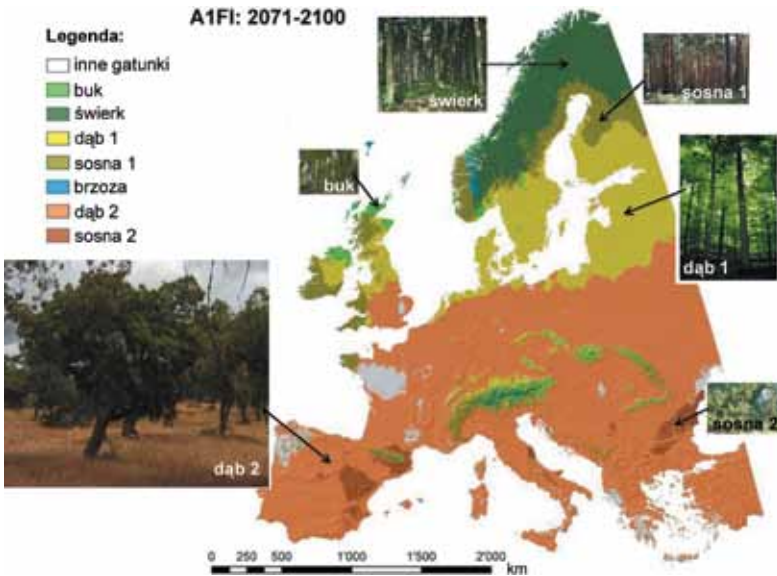 A1FI: 2071-2100
Legenda:
inne gatunki
buk
świerk
dąb 1
sosna 1
brzoza
dąb 2
sosna 2
świerk
sosna 1
buk
dąb 1
sosna 2
dąb 2
0 250 500 1'000 1'500 2'000
km